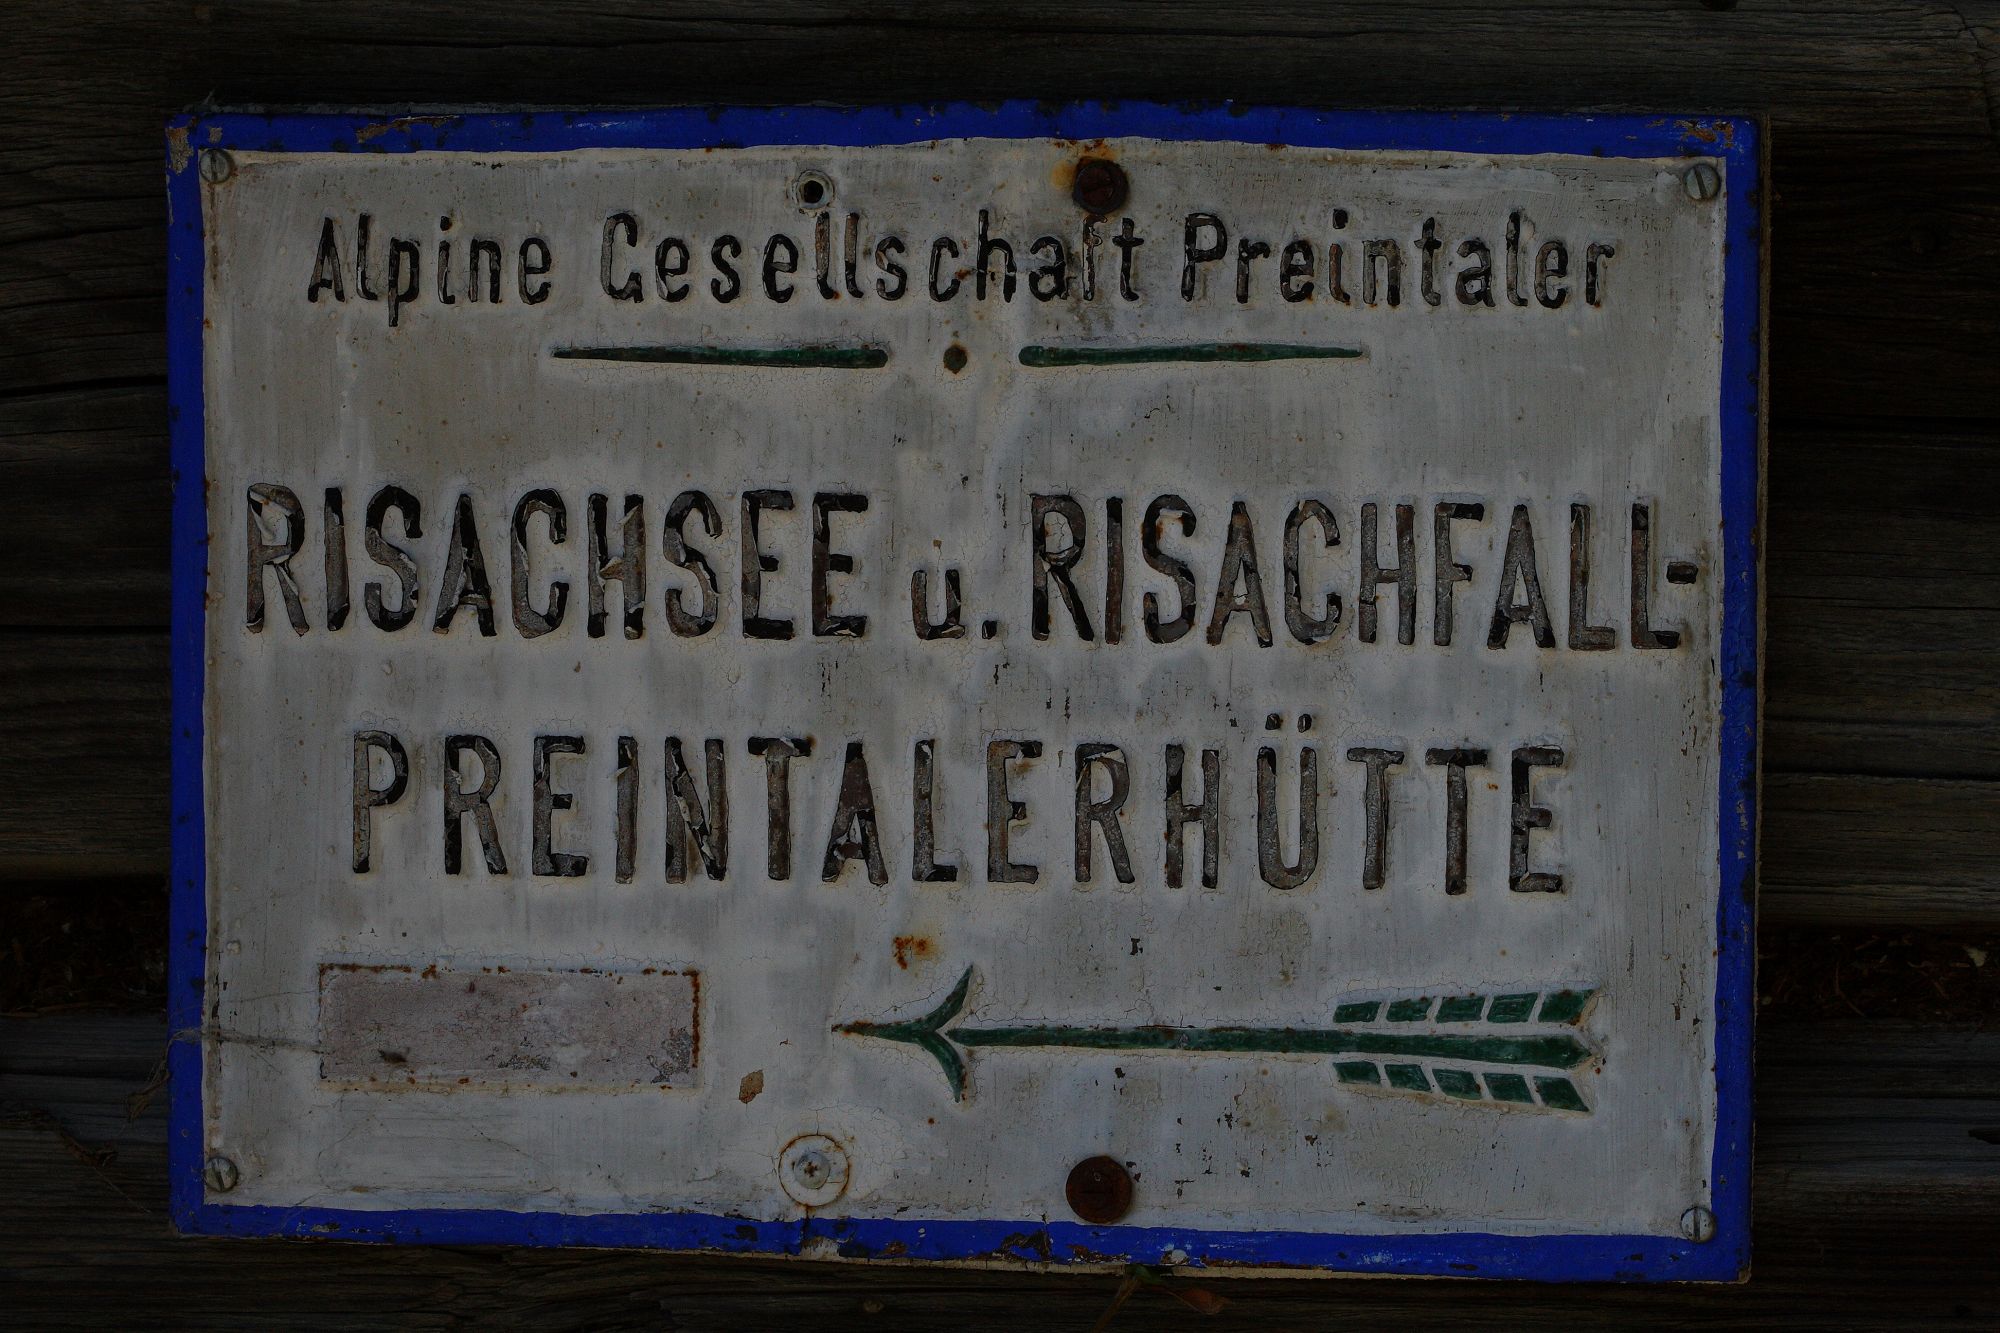 Alpine Gesellschaft Preintaler
RISACHSEE u. RISACHFALL-
PREINTALERHÜTTE